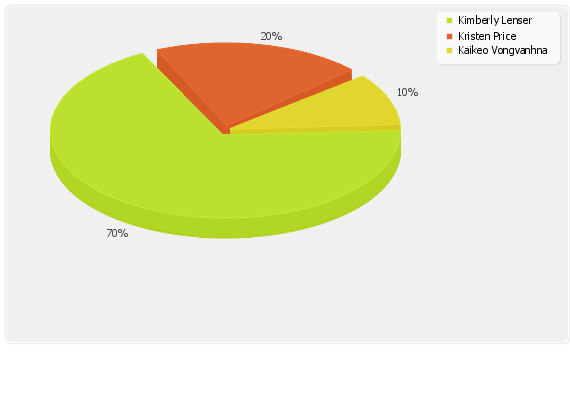 Kimberly Lenser
Kristen Price
Kaikeo Vongvanhna
20%
10%
70%